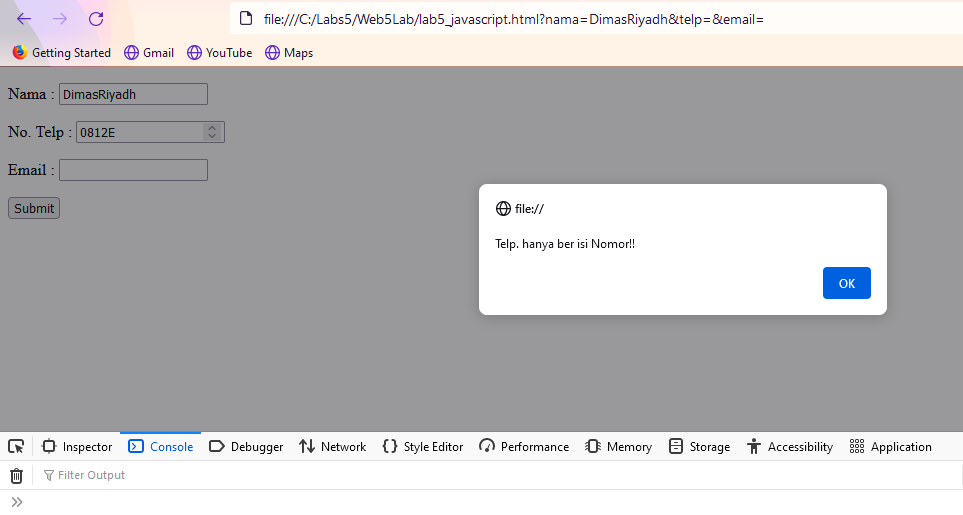 file:///C:/Labs5/Web5Lab/lab5_javascript.html?nama=DimasRiyadh&telp=&email=
Getting Started Gmail YouTube Maps
Nama : DimasRiyadh
No. Telp : 0812E
Email :
Submit
file://
Telp. hanya ber isi Nomor!!
OK
Inspector Console Debugger Network Style Editor Performance Memory Storage Accessibility Application
Filter Output